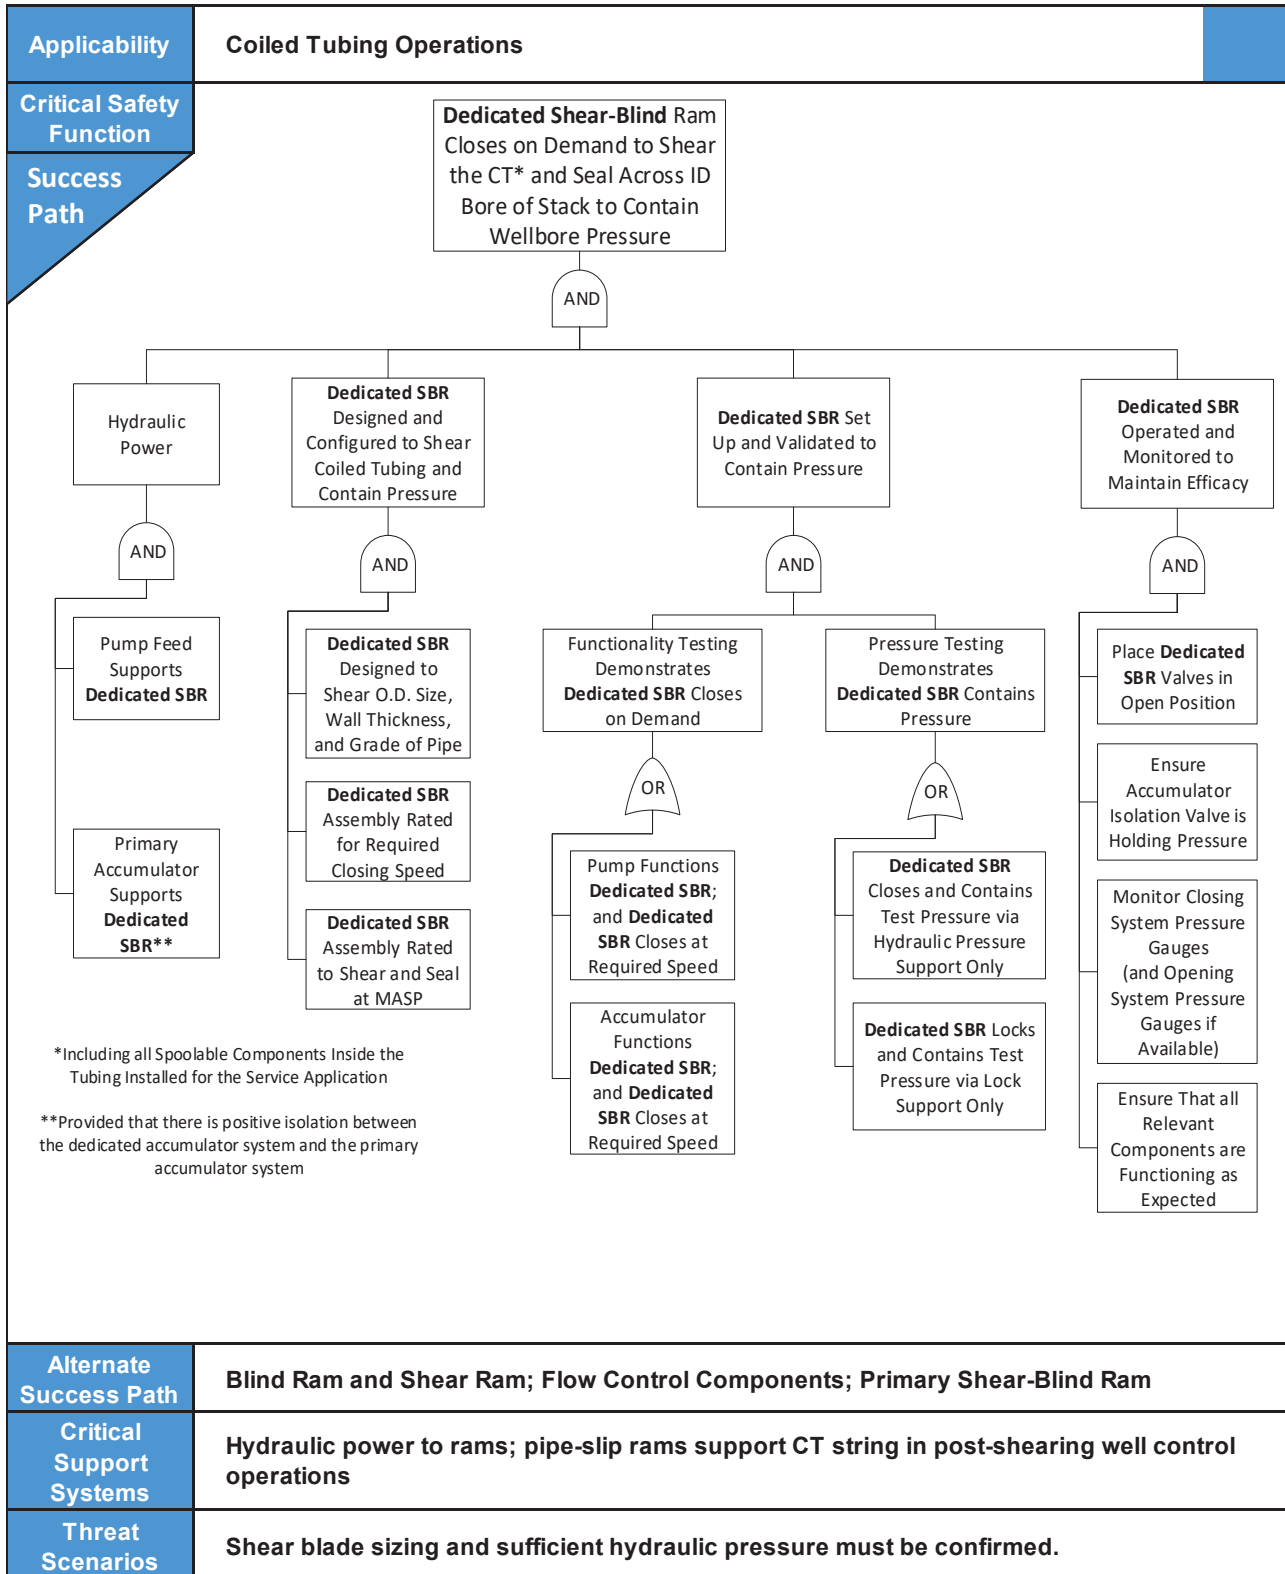 Applicability
Coiled Tubing Operations
Critical Safety
Function
Success
Path
Dedicated Shear-Blind Ram
Closes on Demand to Shear
the CT* and Seal Across ID
Bore of Stack to Contain
Wellbore Pressure
AND
Hydraulic
Power
AND
Pump Feed
Supports
Dedicated SBR
Primary
Accumulator
Supports
Dedicated
SBR**
Dedicated SBR
Designed and
Configured to Shear
Coiled Tubing and
Contain Pressure
AND
Dedicated SBR
Designed to
Shear O.D. Size,
Wall Thickness,
and Grade of Pipe
Dedicated SBR
Assembly Rated
for Required
Closing Speed
Dedicated SBR
Assembly Rated
to Shear and Seal
at MASP
Dedicated SBR Set
Up and Validated to
Contain Pressure
AND
Functionality Testing
Demonstrates
Dedicated SBR Closes
on Demand
OR
Pump Functions
Dedicated SBR;
and Dedicated
SBR Closes at
Required Speed
Accumulator
Functions
Dedicated SBR;
and Dedicated
SBR Closes at
Required Speed
Pressure Testing
Demonstrates
Dedicated SBR Contains
Pressure
OR
Dedicated SBR
Closes and Contains
Test Pressure via
Hydraulic Pressure
Support Only
Dedicated SBR Locks
and Contains Test
Pressure via Lock
Support Only
Dedicated SBR
Operated and
Monitored to
Maintain Efficacy
AND
Place Dedicated
SBR Valves in
Open Position
Ensure
Accumulator
Isolation Valve is
Holding Pressure
Monitor Closing
System Pressure
Gauges
(and Opening
System Pressure
Gauges if
Available)
Ensure That all
Relevant
Components are
Functioning as
Expected
*Including all Spoolable Components Inside the
Tubing Installed for the Service Application
**Provided that there is positive isolation between
the dedicated accumulator system and the primary
accumulator system
Alternate
Success Path
Blind Ram and Shear Ram; Flow Control Components; Primary Shear-Blind Ram
Critical
Support
Systems
Hydraulic power to rams; pipe-slip rams support CT string in post-shearing well control
operations
Threat
Scenarios
Shear blade sizing and sufficient hydraulic pressure must be confirmed.